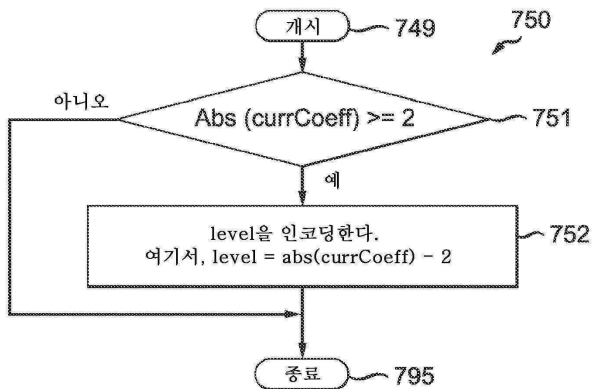 개시
749
750
아니오
Abs (currCoeff) >= 2
751
예
level을 인코딩한다.
여기서, level = abs(currCoeff) - 2
752
종료
795